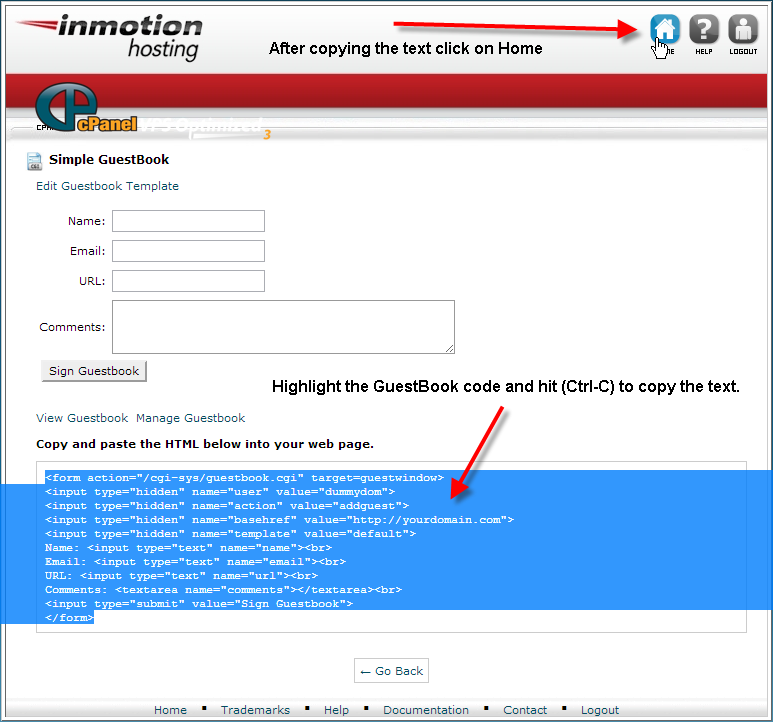 inmotion
hosting
After copying the text click on Home
HELP
LOGOUT
cPanel VPS Optimized 3
Simple GuestBook
Edit Guestbook Template
Name:
Email:
URL:
Comments:
Sign Guestbook
Highlight the GuestBook code and hit (Ctrl-C) to copy the text.
View Guestbook Manage Guestbook
Copy and paste the HTML below into your web page.
<form action="/cgi-sys/guestbook.cgi" target=guestwindow>
<input type="hidden" name="user" value="dummydom">
<input type="hidden" name="action" value="addguest">
<input type="hidden" name="basehref" value="http://yourdomain.com">
<input type="hidden" name="template" value="default">
Name: <input type="text" name="name"><br>
Email: <input type="text" name="email"><br>
URL: <input type="text" name="url"><br>
Comments: <textarea name="comments"></textarea><br>
<input type="submit" value="Sign Guestbook">
</form>
← Go Back
Home ▪ Trademarks ▪ Help ▪ Documentation ▪ Contact ▪ Logout